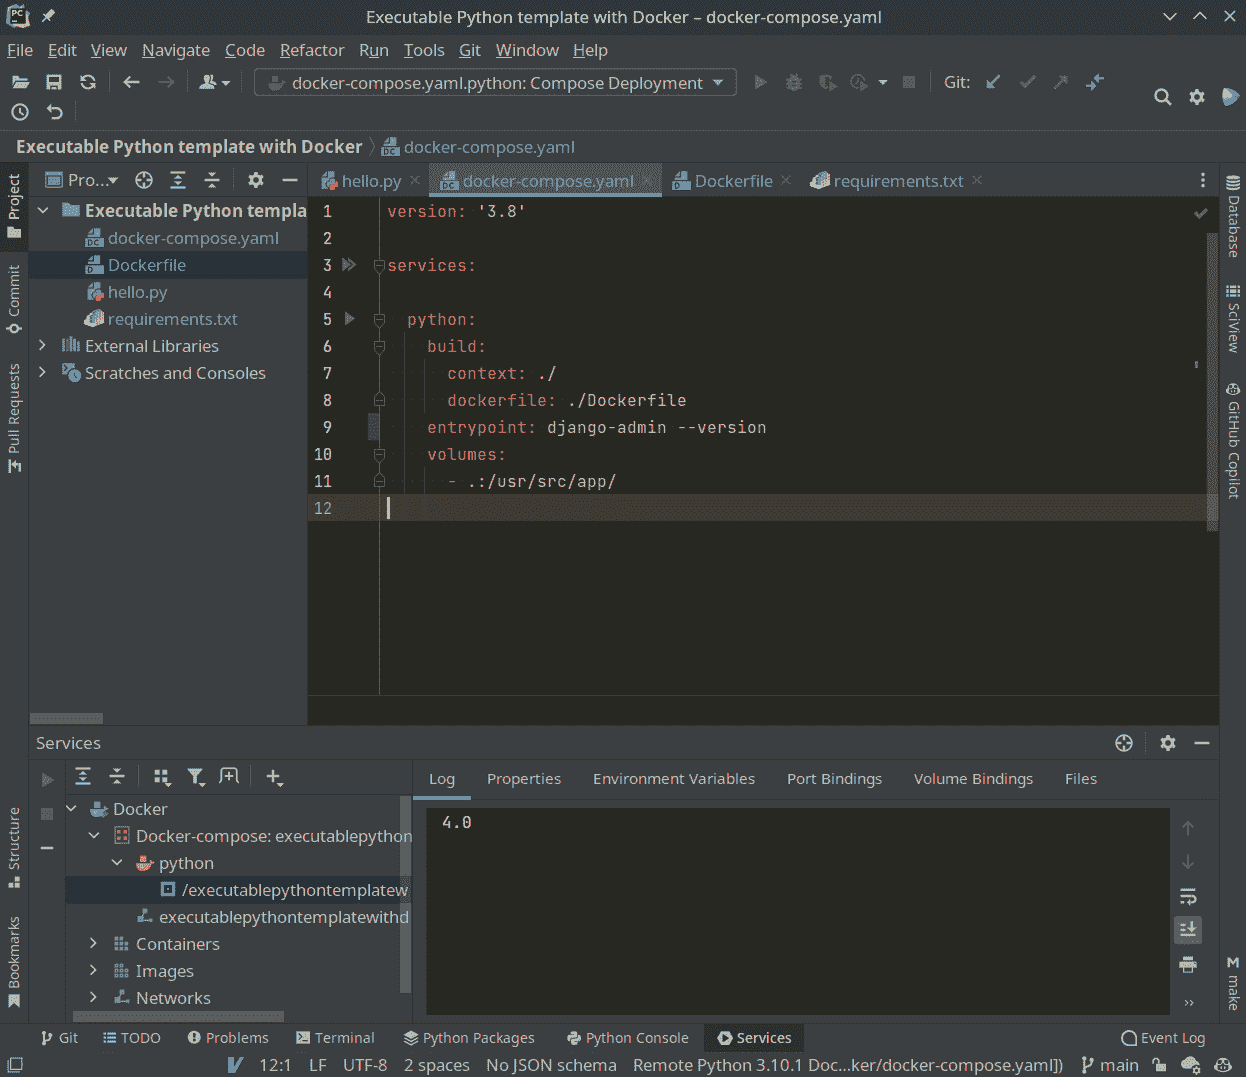 Executable Python template with Docker – docker-compose.yaml
File Edit View Navigate Code Refactor Run Tools Git Window Help
docker-compose.yaml.python: Compose Deployment Git:
Executable Python template with Docker docker-compose.yaml
Pro... hello.py docker-compose.yaml Dockerfile requirements.txt
Project
Commit
Pull Requests
Executable Python templa
docker-compose.yaml
Dockerfile
hello.py
requirements.txt
External Libraries
Scratches and Consoles
1 version: '3.8'
2
3 services:
4
5 python:
6 build:
7 context: ./
8 dockerfile: ./Dockerfile
9 entrypoint: django-admin --version
10 volumes:
11 - .:/usr/src/app/
12
Database
SciView
GitHub Copilot
Services
Structure
Bookmarks
Docker
Docker-compose: executablepython
python
/executablepythontemplatew
executablepythontemplatewithd
Containers
Images
Networks
Log Properties Environment Variables Port Bindings Volume Bindings Files
4.0
make
Git TODO Problems Terminal Python Packages Python Console Services Event Log
12:1 LF UTF-8 2 spaces No JSON schema Remote Python 3.10.1 Doc...ker/docker-compose.yaml]) main